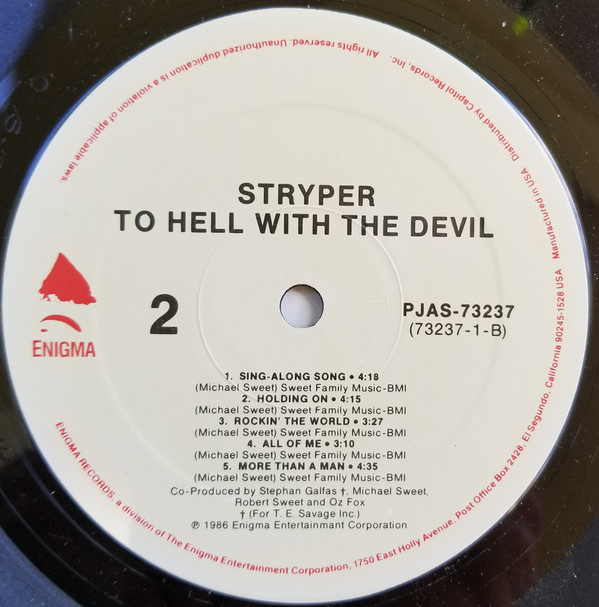 STRYPER
TO HELL WITH THE DEVIL
2
PJAS-73237
(73237-1-B)
ENIGMA
1. SING-ALONG SONG • 4:18
(Michael Sweet) Sweet Family Music-BMI
2. HOLDING ON • 4:15
(Michael Sweet) Sweet Family Music-BMI
3. ROCKIN' THE WORLD • 3:27
(Michael Sweet) Sweet Family Music-BMI
4. ALL OF ME • 3:10
(Michael Sweet) Sweet Family Music-BMI
5. MORE THAN A MAN • 4:35
(Michael Sweet) Sweet Family Music-BMI
Co-Produced by Stephan Galfas †, Michael Sweet,
Robert Sweet and Oz Fox
† (For T. E. Savage Inc.)
℗ 1986 Enigma Entertainmant Corporation
ENIGMA RECORDS, a division of The Enigma Entertainment Corporation, 1750 East Holly Avenue, Post Office Box 2428, El Segundo, California 90245-1528 USA Manufactured in USA Distributed by Capitol Records, Inc. All rights reserved. Unauthorized duplication is a violation of applicable laws.